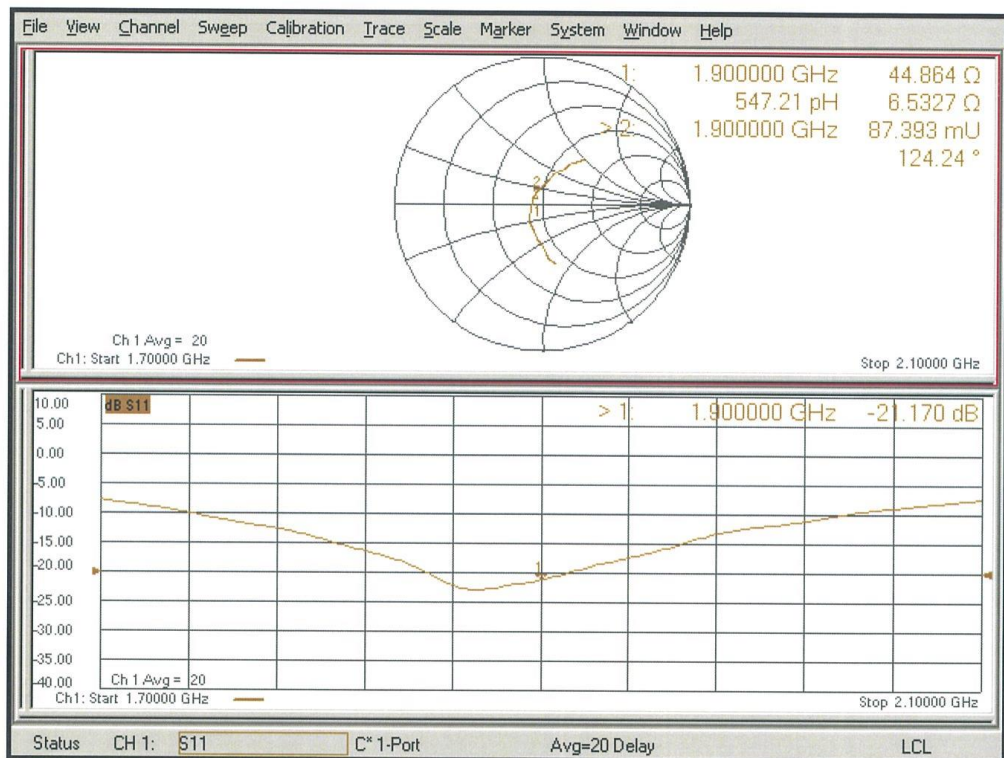 File View Channel Sweep Calibration Trace Scale Marker System Window Help
1: 1.900000 GHz 44.864 Ω
547.21 pH 6.5327 Ω
> 2: 1.900000 GHz 87.393 mU
124.24 °
2
1
Ch 1 Avg = 20
Ch1: Start 1.70000 GHz
Stop 2.10000 GHz
10.00
dB S11
> 1: 1.900000 GHz -21.170 dB
5.00
0.00
-5.00
-10.00
-15.00
-20.00
1
-25.00
-30.00
-35.00
-40.00
Ch 1 Avg = 20
Ch1: Start 1.70000 GHz
Stop 2.10000 GHz
Status CH 1: S11 C* 1-Port Avg=20 Delay LCL